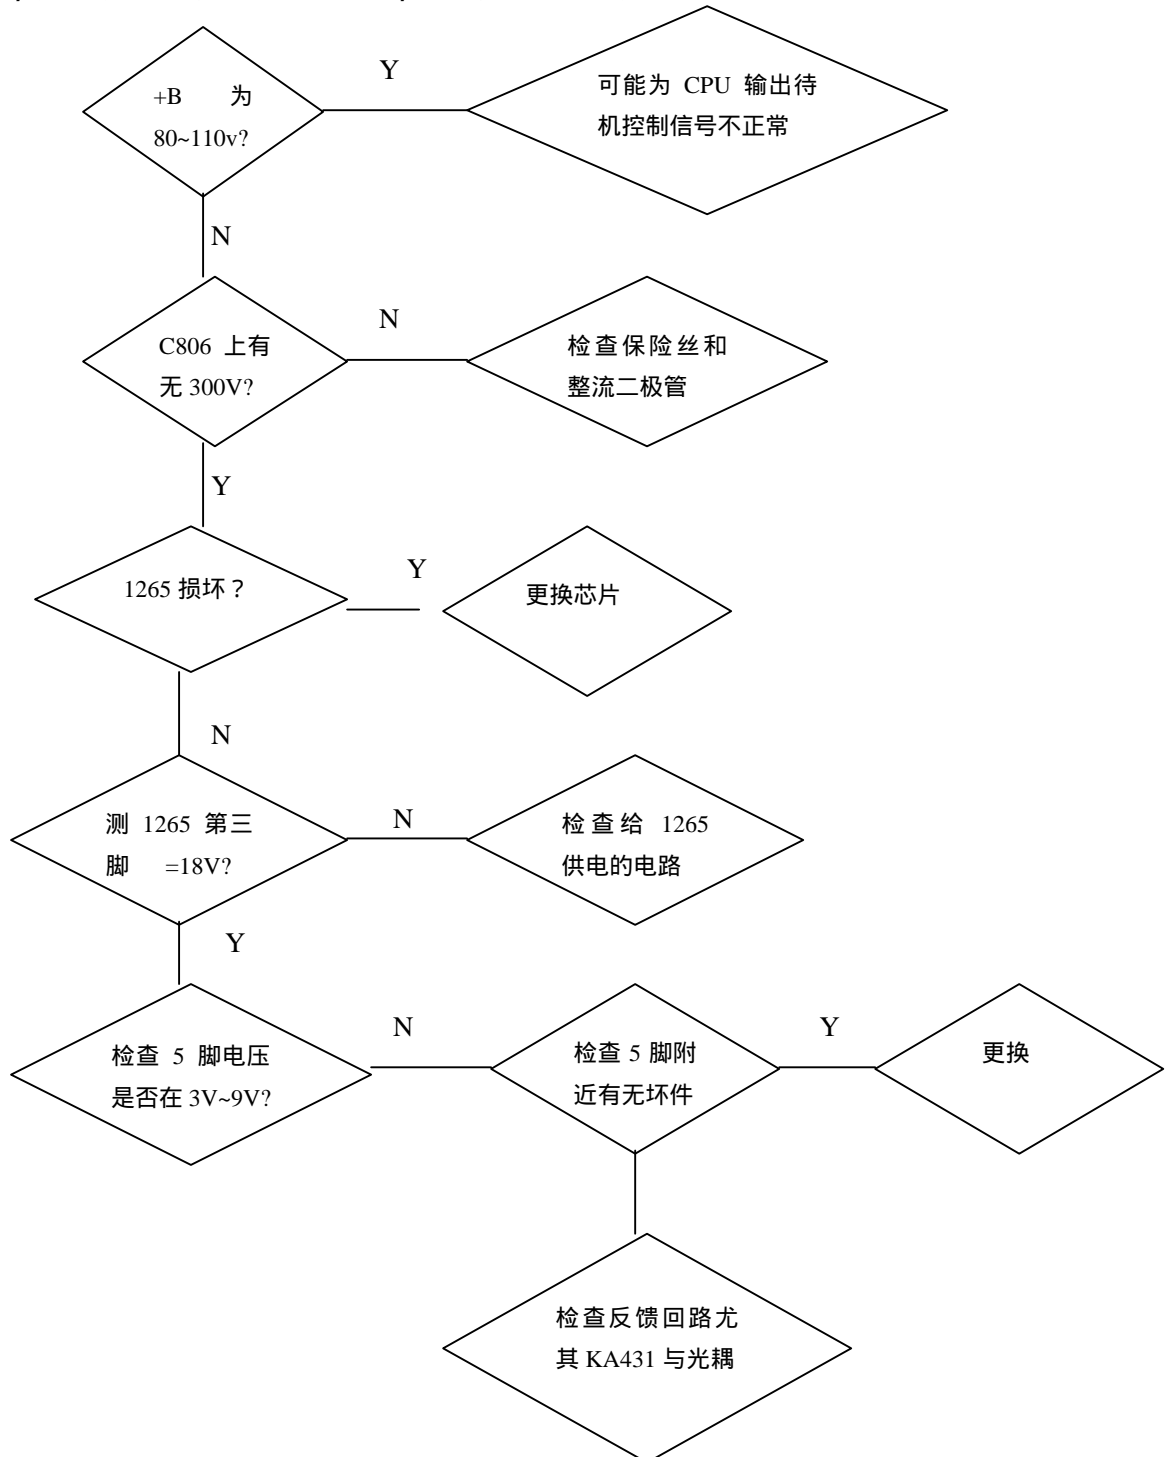 +B 为
80~110v?
Y
可能为 CPU 输出待
机控制信号不正常
N
C806 上有
无 300V?
N
检查保险丝和
整流二极管
Y
1265 损坏？
Y
更换芯片
N
测 1265 第三
脚 =18V?
N
检查给 1265
供电的电路
Y
检查 5 脚电压
是否在 3V~9V?
N
检查 5 脚附
近有无坏件
Y
更换
检查反馈回路尤
其 KA431 与光耦